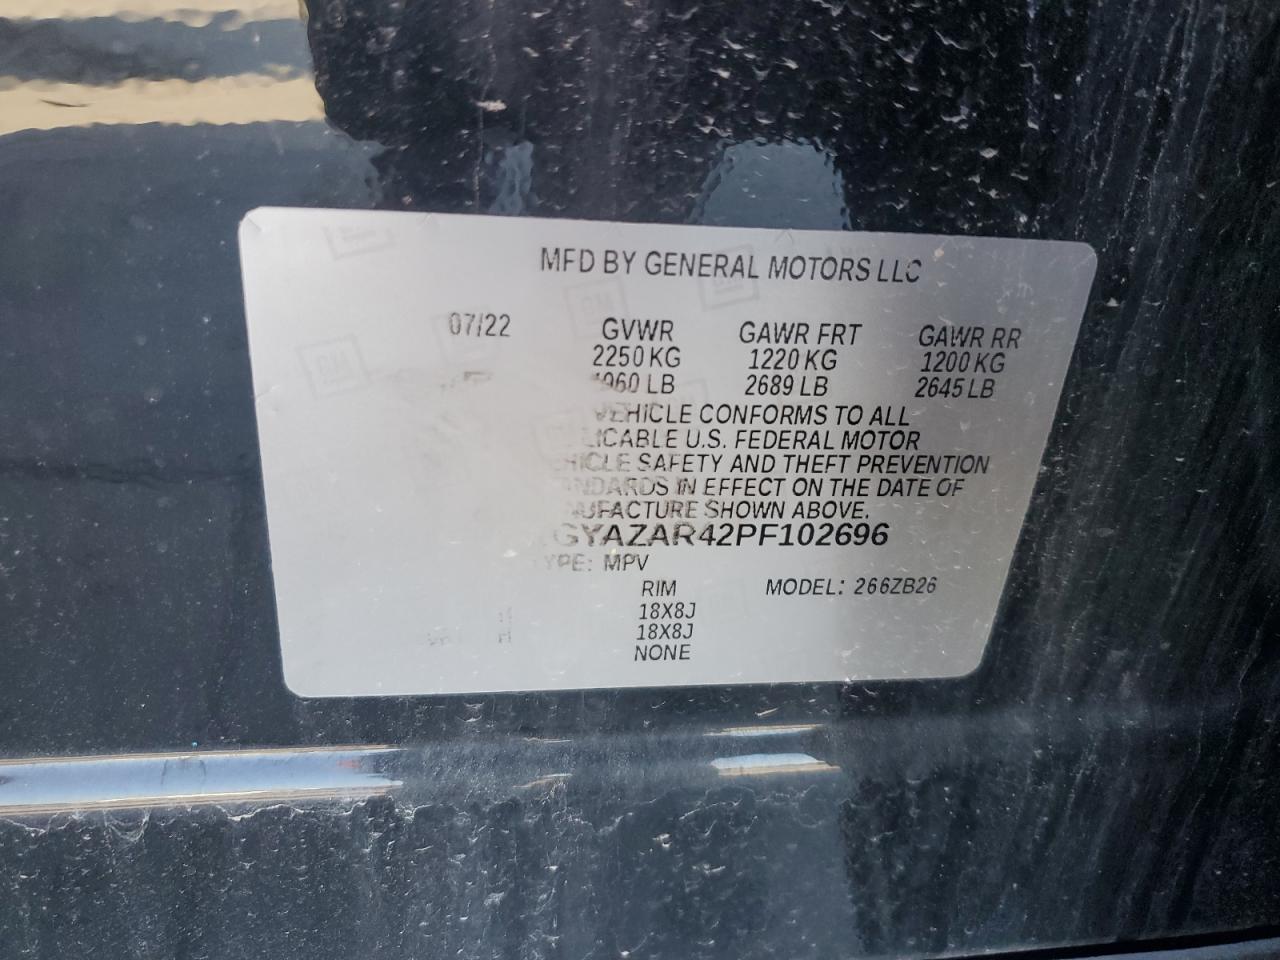 MFD BY GENERAL MOTORS LLC
07/22 GVWR GAWR FRT GAWR RR
2250 KG 1220 KG 1200 KG
LB 2689 LB 2645 LB
VEHICLE CONFORMS TO ALL
U.S. FEDERAL MOTOR
SAFETY AND THEFT PREVENTION
IN EFFECT ON THE DATE OF
SHOWN ABOVE.
GYAZAR42PF102696
TYPE: MPV
RIM MODEL: 266ZB26
18X8J
18X8J
NONE